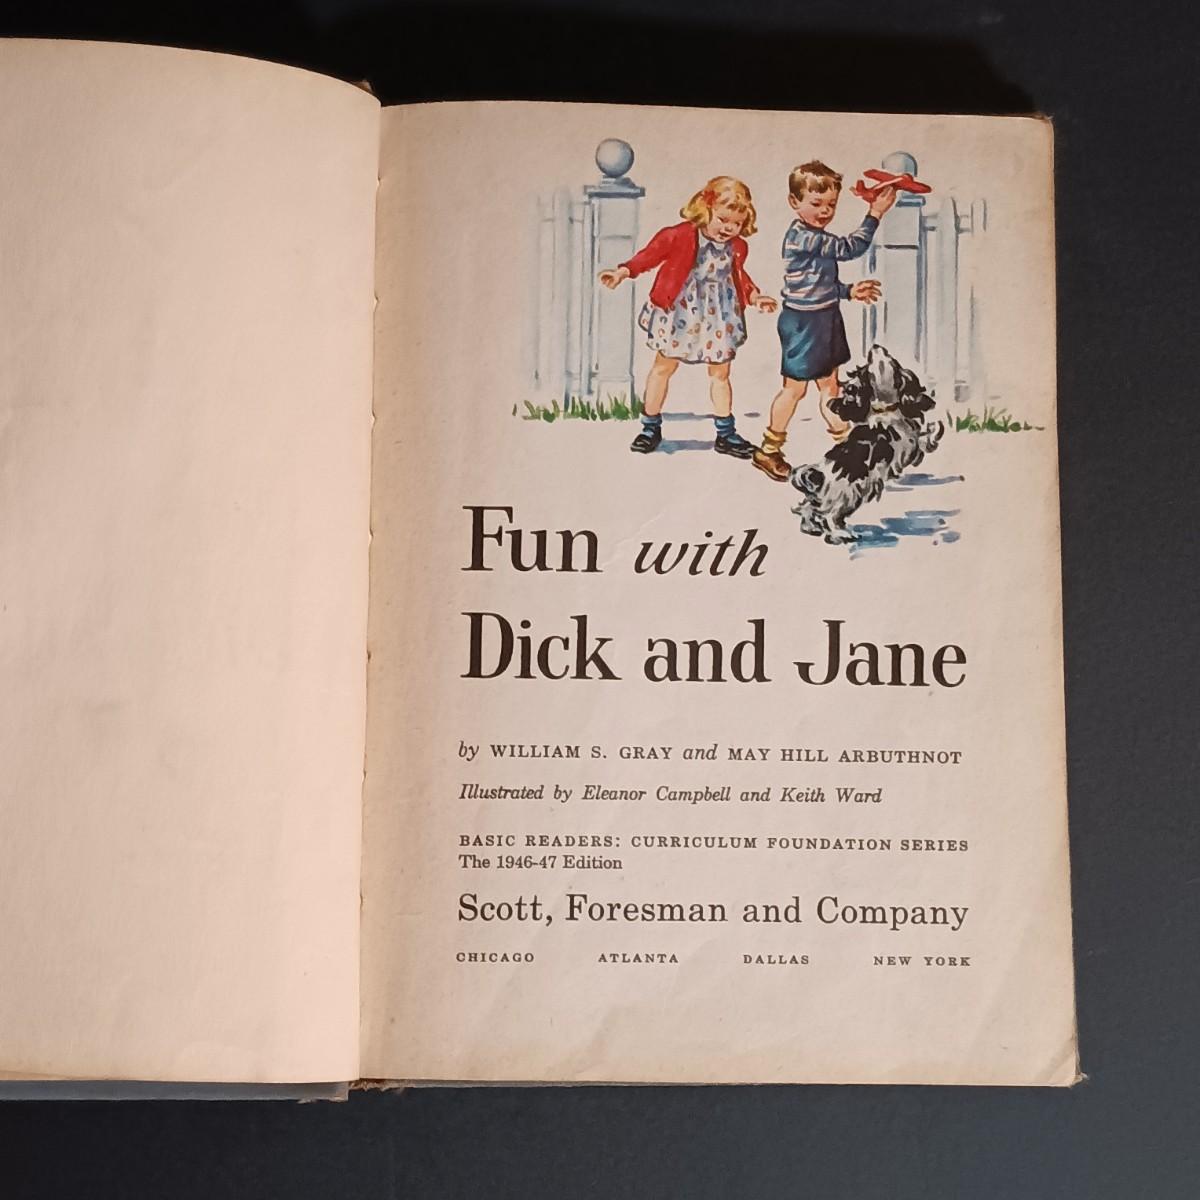 Fun with
Dick and Jane
by WILLIAM S. GRAY and MAY HILL ARBUTHNOT
Illustrated by Eleanor Campbell and Keith Ward
BASIC READERS: CURRICULUM FOUNDATION SERIES
The 1946-47 Edition
Scott, Foresman and Company
CHICAGO ATLANTA DALLAS NEW YORK